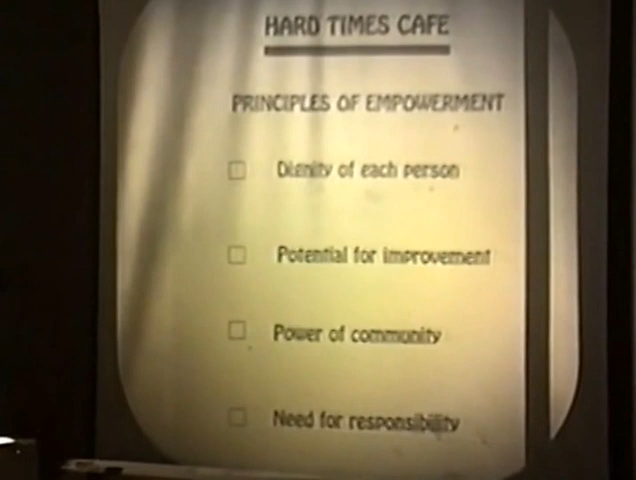 HARD TIMES CAFE
PRINCIPLES OF EMPOWERMENT
Dignity of each person
Potential for improvement
Power of community
Need for responsibility